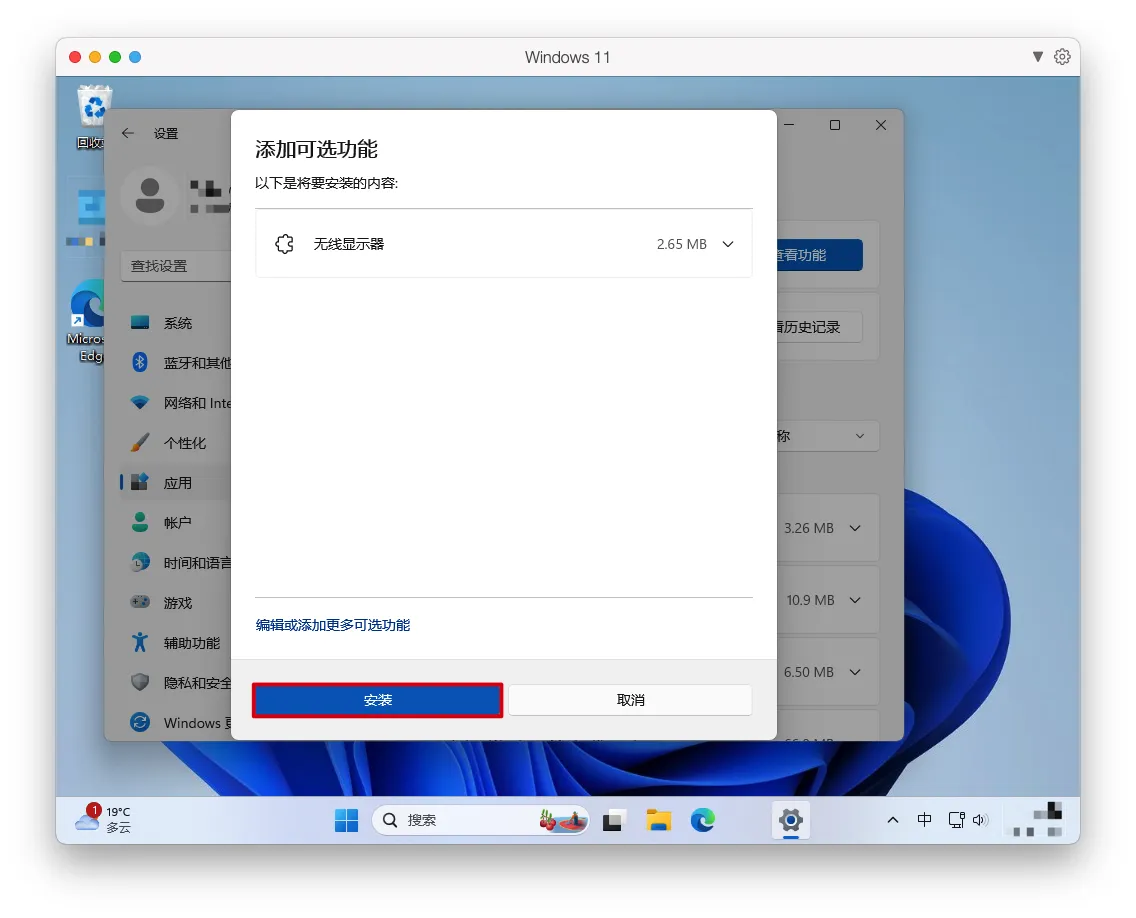 Windows 11
回收
设置
添加可选功能
以下是将要安装的内容:
无线显示器
2.65 MB
查找设置
查看功能
历史记录
系统
Micros
Edg
蓝牙和其他
网络和 Inte
称
个性化
应用
3.26 MB
帐户
时间和语言
10.9 MB
游戏
编辑或添加更多可选功能
辅助功能
6.50 MB
隐私和安全
安装
取消
Windows 更
1
19°C
多云
搜索
中